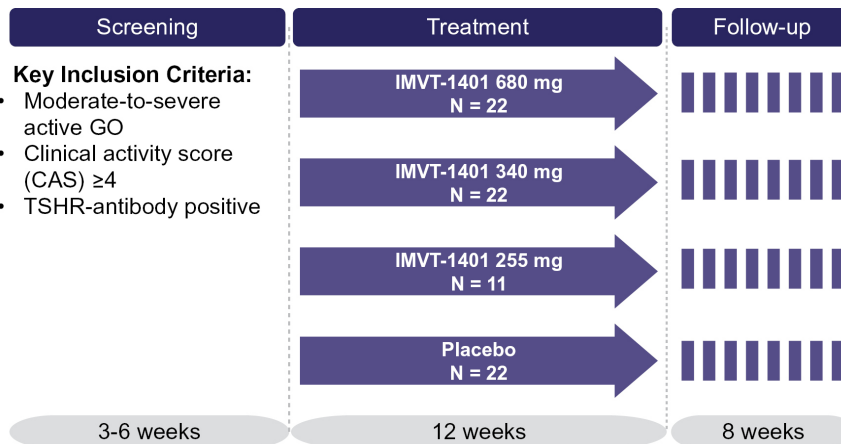 Screening
Treatment
Follow-up
Key Inclusion Criteria:
• Moderate-to-severe
active GO
• Clinical activity score
(CAS) ≥4
• TSHR-antibody positive
IMVT-1401 680 mg
N = 22
IMVT-1401 340 mg
N = 22
IMVT-1401 255 mg
N = 11
Placebo
N = 22
3-6 weeks
12 weeks
8 weeks